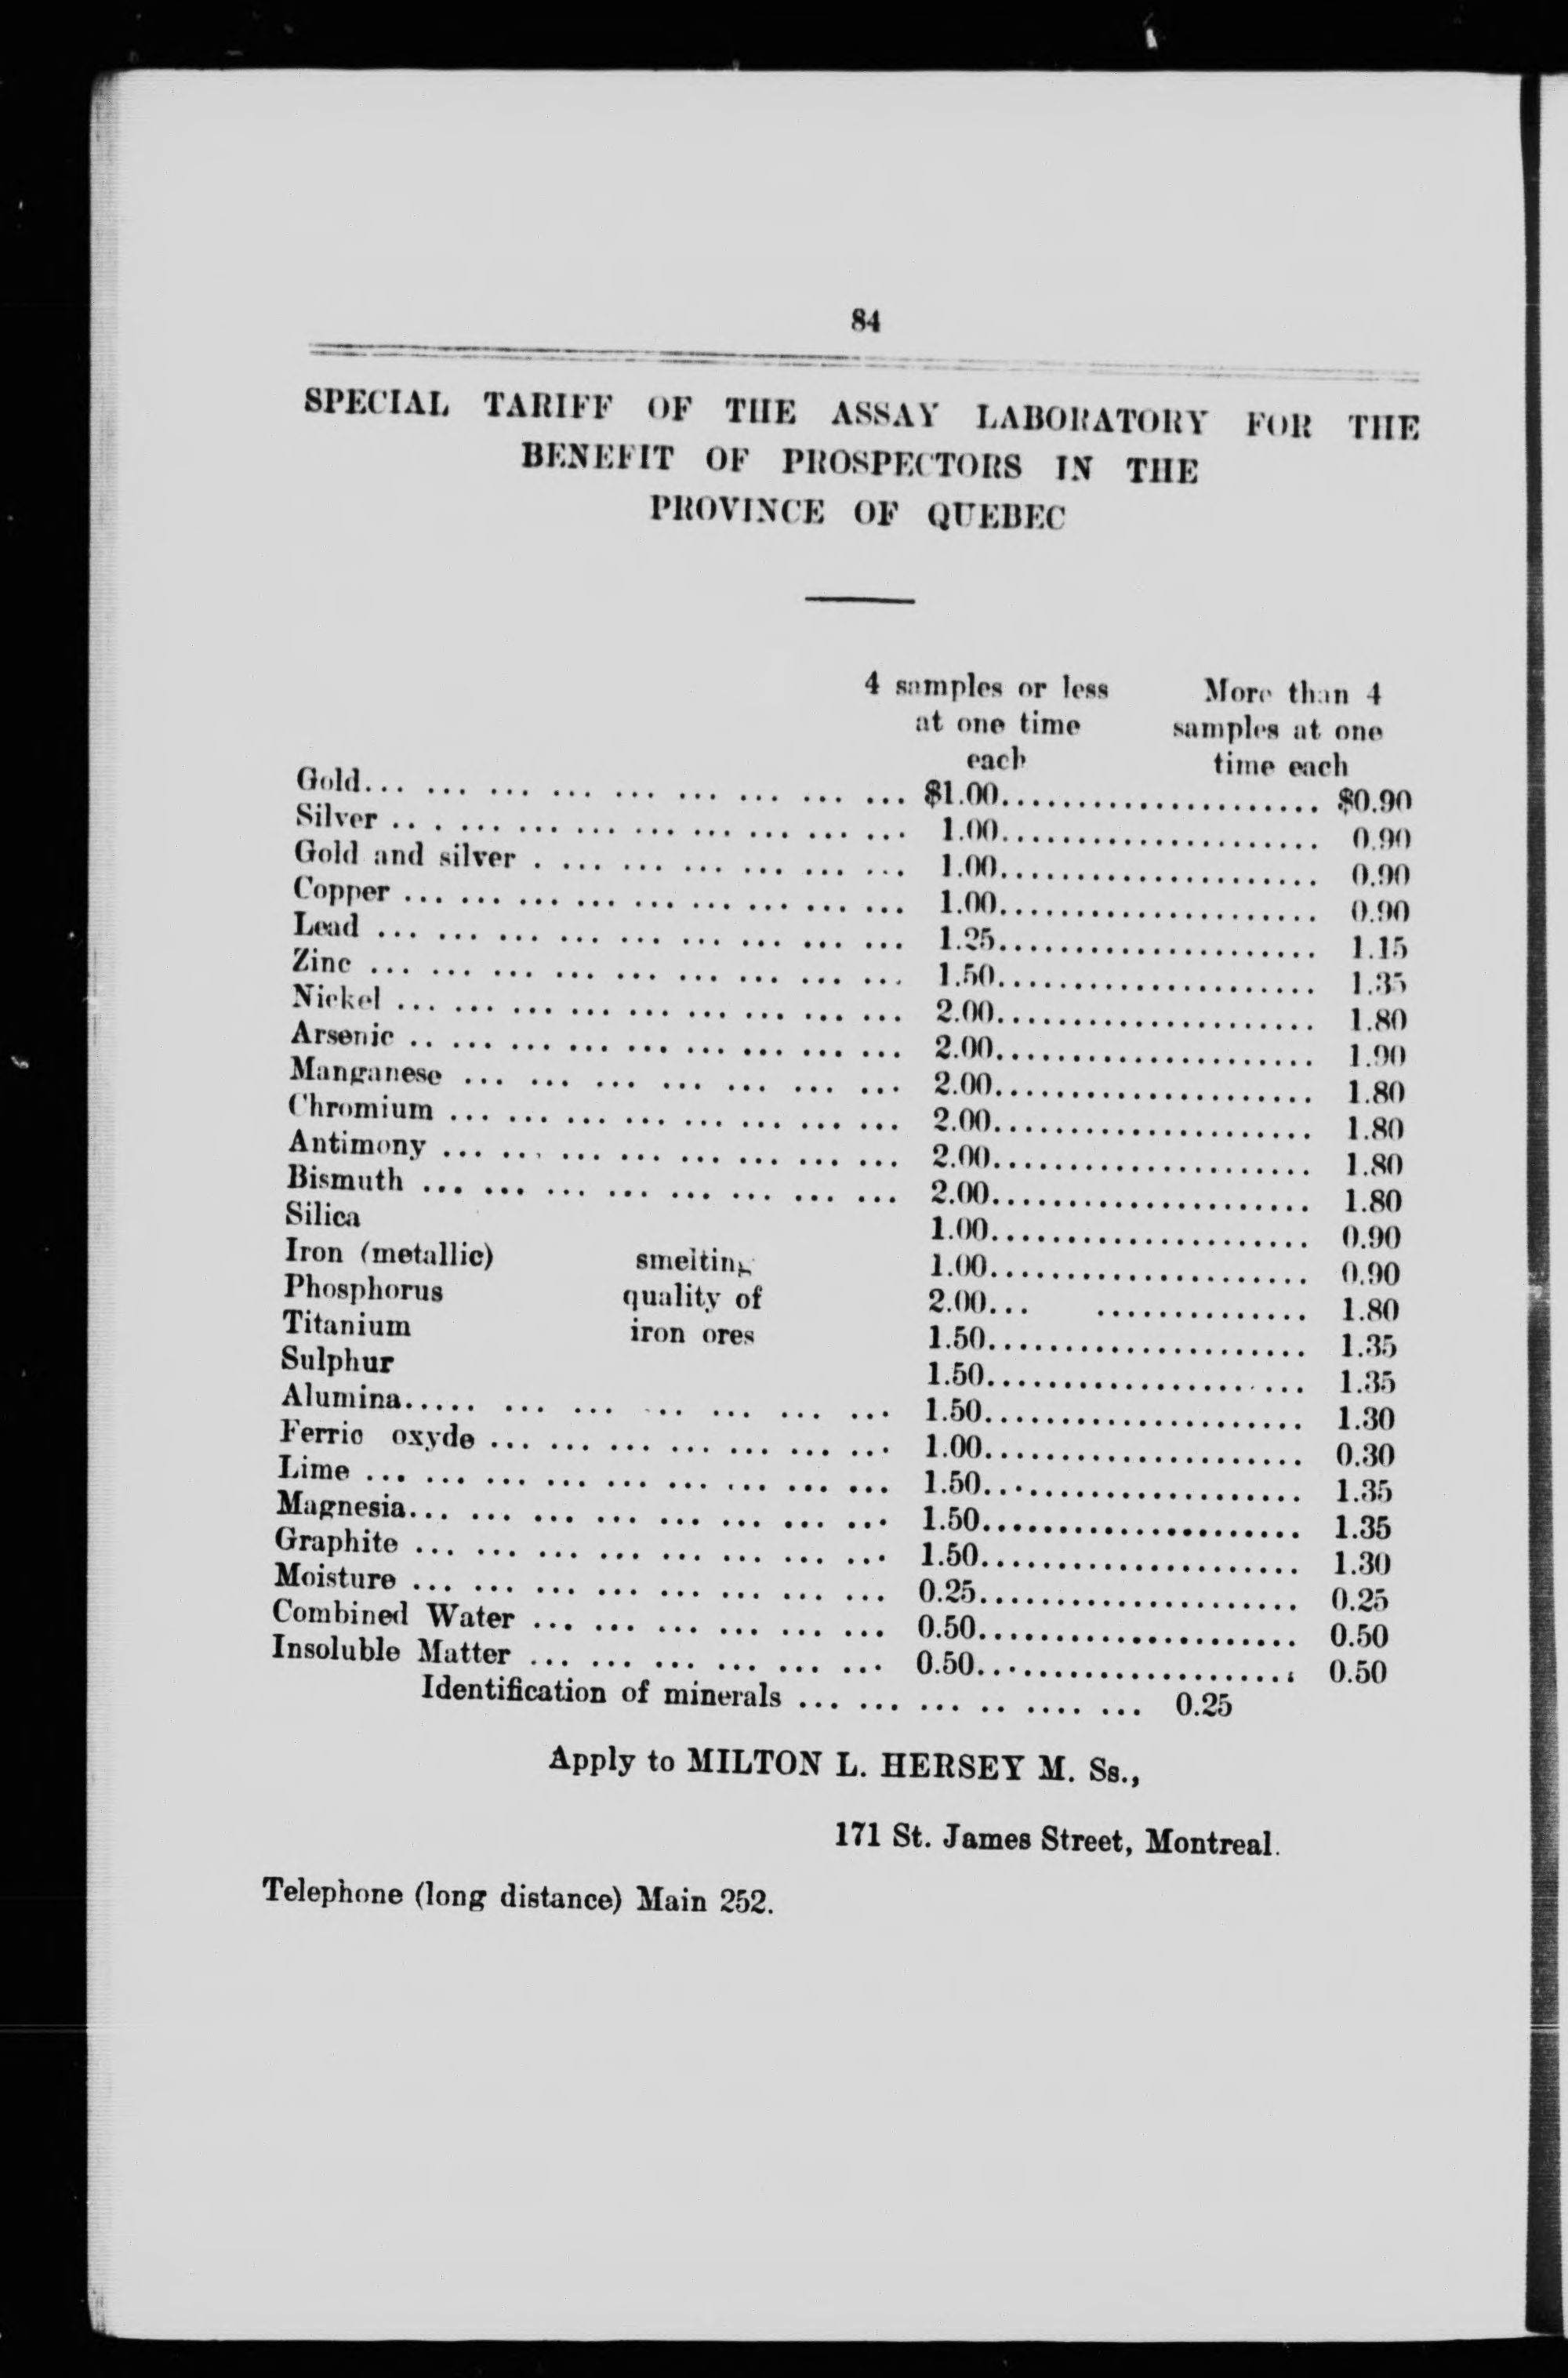 84
SPECIAL TARIFF OF THE ASSAY LABORATORY FOR THE
BENEFIT OF PROSPECTORS IN THE
PROVINCE OF QUEBEC
4 samples or less More than 4
at one time samples at one
each time each
Gold... ... ... ... ... ... ... ... ... $1.00..................... $0.90
Silver .. . ... ... ... ... ... ... ... ... 1.00..................... 0.90
Gold and silver . ... ... ... ... ... ... 1.00..................... 0.90
Copper ... ... ... ... ... ... ... ... ... 1.00..................... 0.90
Lead ... ... ... ... ... ... ... ... ... 1.25..................... 1.15
Zinc ... ... ... ... ... ... ... ... ... 1.50..................... 1.35
Nickel ... ... ... ... ... ... ... ... ... 2.00..................... 1.80
Arsenic .. ... ... ... ... ... ... ... ... 2.00..................... 1.90
Manganese ... ... ... ... ... ... ... 2.00..................... 1.80
Chromium ... ... ... ... ... ... ... ... 2.00..................... 1.80
Antimony ... ... ... ... ... ... ... ... 2.00..................... 1.80
Bismuth ... ... ... ... ... ... ... ... 2.00..................... 1.80
Silica 1.00..................... 0.90
Iron (metallic) smelting 1.00..................... 0.90
Phosphorus quality of 2.00... .............. 1.80
Titanium iron ores 1.50..................... 1.35
Sulphur 1.50..................... 1.35
Alumina..... ... ... .. ... ... ... 1.50..................... 1.30
Ferric oxyde ... ... ... ... ... ... ... 1.00..................... 0.30
Lime ... ... ... ... ... ... ... ... ... 1.50..................... 1.35
Magnesia... ... ... ... ... ... ... ... 1.50..................... 1.35
Graphite ... ... ... ... ... ... ... ... 1.50..................... 1.30
Moisture ... ... ... ... ... ... ... ... 0.25..................... 0.25
Combined Water ... ... ... ... ... ... 0.50..................... 0.50
Insoluble Matter ... ... ... ... ... ... 0.50..................... 0.50
Identification of minerals ... ... ... .. .... ... 0.25
Apply to MILTON L. HERSEY M. Ss.,
171 St. James Street, Montreal.
Telephone (long distance) Main 252.